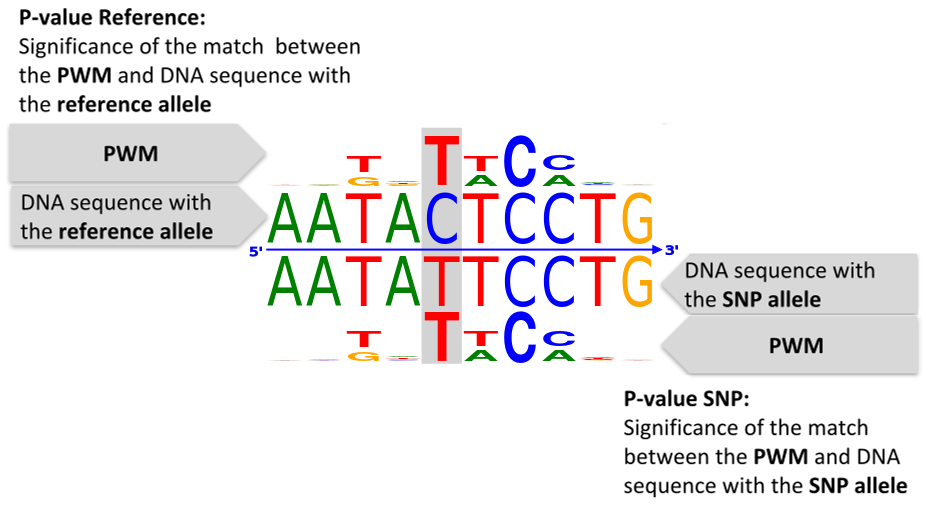 P-value Reference:
Significance of the match between
the PWM and DNA sequence with
the reference allele
PWM
T T T C C
G A A
DNA sequence with
the reference allele
AATACTCCTG
5' 3'
AATATTCCTG
DNA sequence with
the SNP allele
T T T C C
G A A
PWM
P-value SNP:
Significance of the match
between the PWM and DNA
sequence with the SNP allele